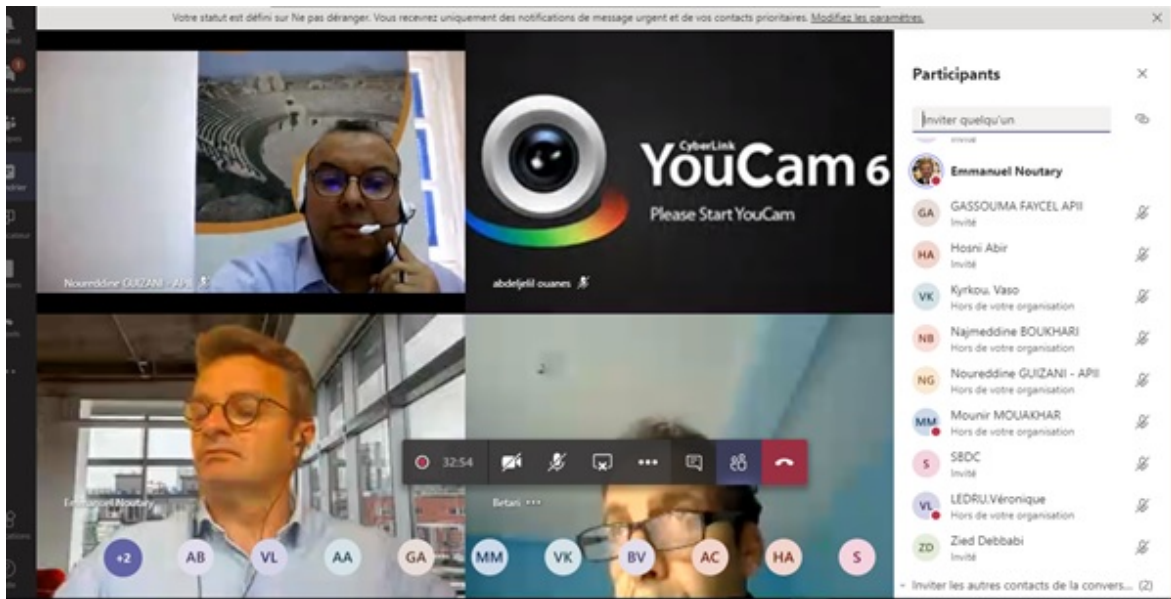 Votre statut est défini sur Ne pas déranger. Vous recevrez uniquement des notifications de message urgent et de vos contacts prioritaires. Modifiez les paramètres.
Participants
Inviter quelqu'un
Invité
Emmanuel Noutary
GA
GASSOUMA FAYCEL APII
Invité
HA
Hosni Abir
Invité
VK
Kyrkou, Vaso
Hors de votre organisation
NB
Najmeddine BOUKHARI
Hors de votre organisation
NG
Noureddine GUIZANI - APII
Hors de votre organisation
MM
Mounir MOUAKHAR
Hors de votre organisation
S
SBDC
Invité
VL
LEDRU.Véronique
Hors de votre organisation
ZD
Zied Debbabi
Invité
Inviter les autres contacts de la convers... (2)
CyberLink
YouCam 6
Please Start YouCam
Noureddine GUIZANI - APII
abdeljelil ouanes
32:54
Emmanuel Noutary
Betari
+2 AB VL AA GA MM VK BV AC HA S